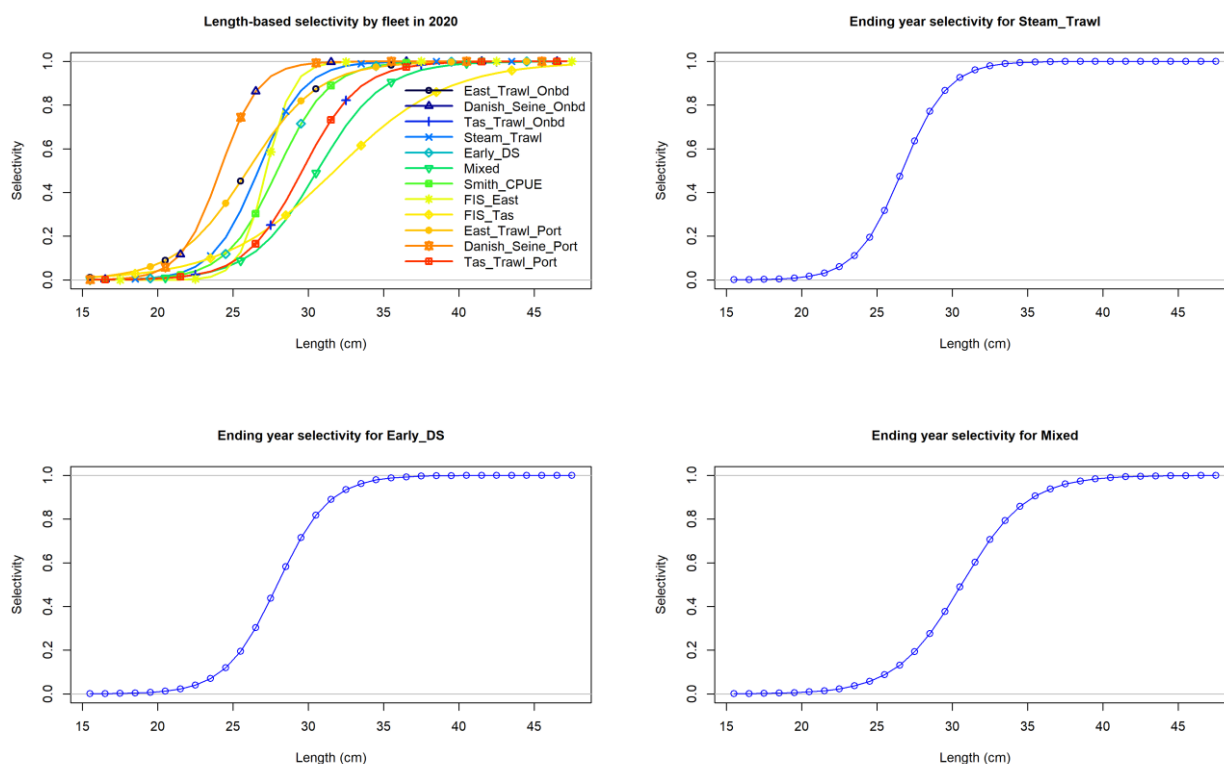 Length-based selectivity by fleet in 2020
Selectivity
1.0
0.8
0.6
0.4
0.2
0.0
East_Trawl_Onbd
Danish_Seine_Onbd
Tas_Trawl_Onbd
Steam_Trawl
Early_DS
Mixed
Smith_CPUE
FIS_East
FIS_Tas
East_Trawl_Port
Danish_Seine_Port
Tas_Trawl_Port
15 20 25 30 35 40 45
Length (cm)
Ending year selectivity for Steam_Trawl
Selectivity
1.0
0.8
0.6
0.4
0.2
0.0
15 20 25 30 35 40 45
Length (cm)
Ending year selectivity for Early_DS
Selectivity
1.0
0.8
0.6
0.4
0.2
0.0
15 20 25 30 35 40 45
Length (cm)
Ending year selectivity for Mixed
Selectivity
1.0
0.8
0.6
0.4
0.2
0.0
15 20 25 30 35 40 45
Length (cm)